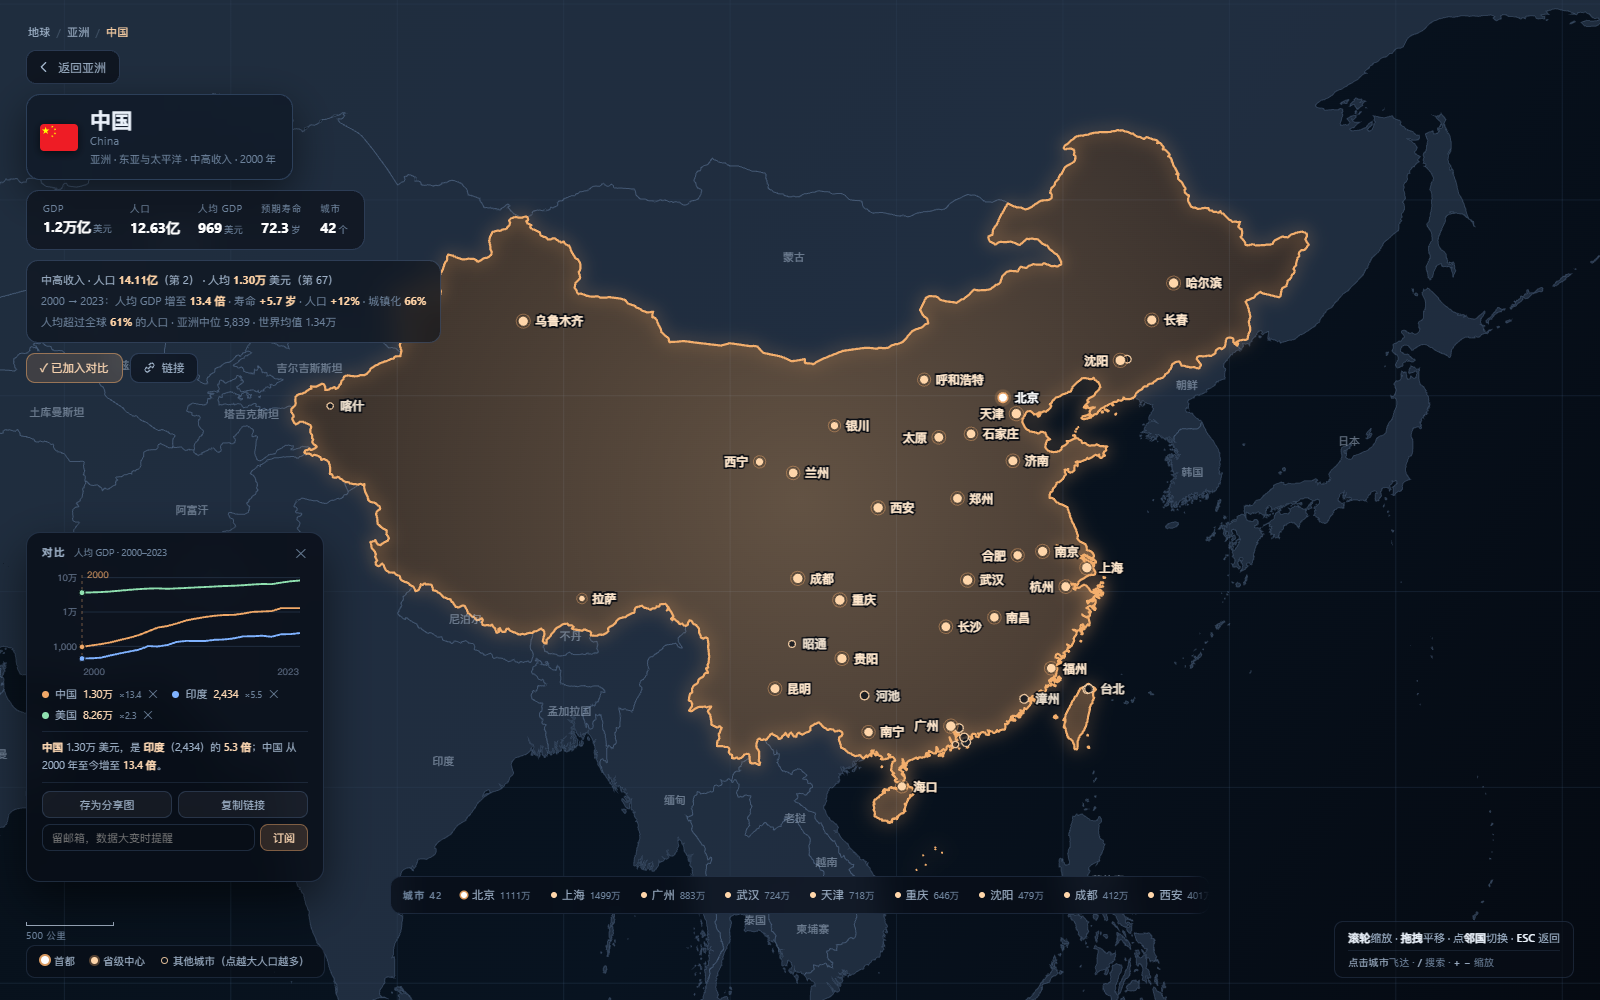 地球 / 亚洲 / 中国
返回亚洲
中国
China
亚洲 · 东亚与太平洋 · 中高收入 · 2000 年
GDP 人口 人均 GDP 预期寿命 城市
1.2万亿 美元 12.63亿 969 美元 72.3 岁 42 个
中高收入 · 人口 14.11亿（第 2） · 人均 1.30万 美元（第 67）
2000 → 2023：人均 GDP 增至 13.4 倍 · 寿命 +5.7 岁 · 人口 +12% · 城镇化 66%
人均超过全球 61% 的人口 · 亚洲中位 5,839 · 世界均值 1.34万
✓ 已加入对比 链接
蒙古
哈尔滨
乌鲁木齐
长春
沈阳
吉尔吉斯斯坦
呼和浩特
朝鲜
北京
喀什
土库曼斯坦
塔吉克斯坦
天津
银川
太原
石家庄
日本
西宁
兰州
济南
韩国
阿富汗
西安
郑州
合肥
南京
上海
成都
武汉
杭州
拉萨
重庆
尼泊尔
不丹
长沙
南昌
昭通
贵阳
福州
昆明
河池
漳州
台北
孟加拉国
南宁
广州
印度
海口
缅甸
老挝
越南
泰国
柬埔寨
对比 人均 GDP · 2000–2023
2000
10万
1万
1,000
2000 2023
中国 1.30万 ×13.4 印度 2,434 ×5.5
美国 8.26万 ×2.3
中国 1.30万 美元，是 印度（2,434）的 5.3 倍；中国 从
2000 年至今增至 13.4 倍。
存为分享图 复制链接
留邮箱，数据大变时提醒 订阅
城市 42 北京 1111万 上海 1499万 广州 883万 武汉 724万 天津 718万 重庆 646万 沈阳 479万 成都 412万 西安 401
500 公里
首都 省级中心 其他城市（点越大人口越多）
滚轮缩放 · 拖拽平移 · 点邻国切换 · ESC 返回
点击城市飞达 · / 搜索 · + − 缩放